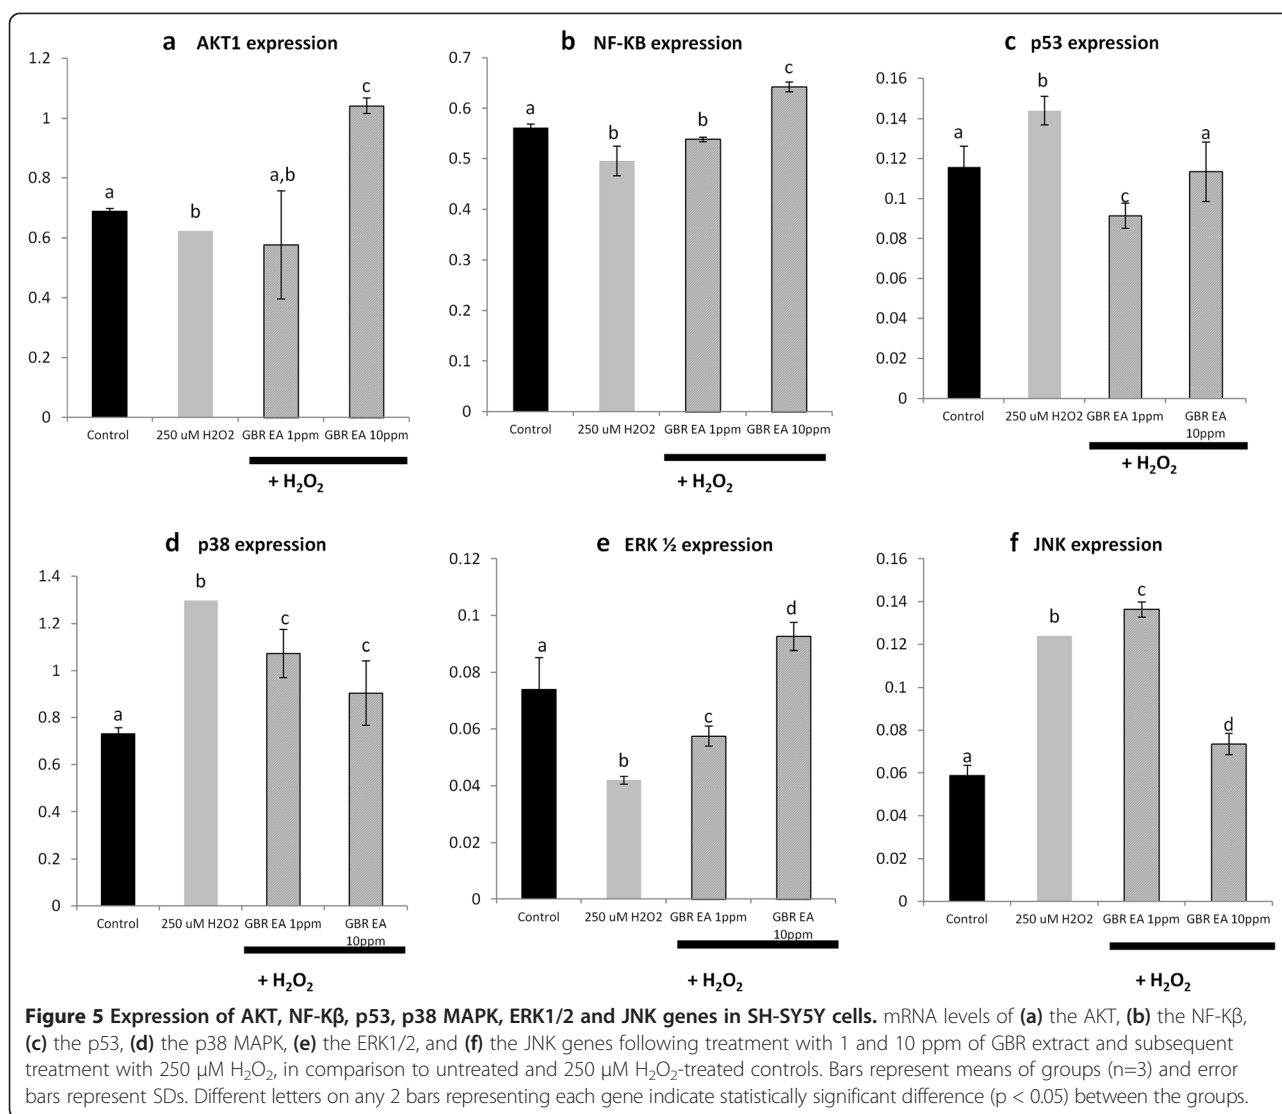 a AKT1 expression
1.2
1
0.8
0.6
0.4
0.2
0
a
b
a,b
c
Control 250 uM H2O2 GBR EA 1ppm GBR EA 10ppm
+ H₂O₂
b NF-KB expression
0.7
0.6
0.5
0.4
0.3
0.2
0.1
0
a
b
b
c
Control 250 uM H2O2 GBR EA 1ppm GBR EA 10ppm
+ H₂O₂
c p53 expression
0.16
0.14
0.12
0.1
0.08
0.06
0.04
0.02
0
a
b
c
a
Control 250 uM H2O2 GBR EA 1ppm GBR EA
10ppm
+ H₂O₂
d p38 expression
1.4
1.2
1
0.8
0.6
0.4
0.2
0
a
b
c
c
Control 250 uM H2O2 GBR EA 1ppm GBR EA
10ppm
+ H₂O₂
e ERK ½ expression
0.12
0.1
0.08
0.06
0.04
0.02
0
a
b
c
d
Control 250 uM H2O2 GBR EA 1ppm GBR EA
10ppm
+ H₂O₂
f JNK expression
0.16
0.14
0.12
0.1
0.08
0.06
0.04
0.02
0
a
b
c
d
Control 250 uM H2O2 GBR EA 1ppm GBR EA 10ppm
+ H₂O₂
Figure 5 Expression of AKT, NF-Kβ, p53, p38 MAPK, ERK1/2 and JNK genes in SH-SY5Y cells. mRNA levels of (a) the AKT, (b) the NF-Kβ,
(c) the p53, (d) the p38 MAPK, (e) the ERK1/2, and (f) the JNK genes following treatment with 1 and 10 ppm of GBR extract and subsequent
treatment with 250 μM H₂O₂, in comparison to untreated and 250 μM H₂O₂-treated controls. Bars represent means of groups (n=3) and error
bars represent SDs. Different letters on any 2 bars representing each gene indicate statistically significant difference (p < 0.05) between the groups.